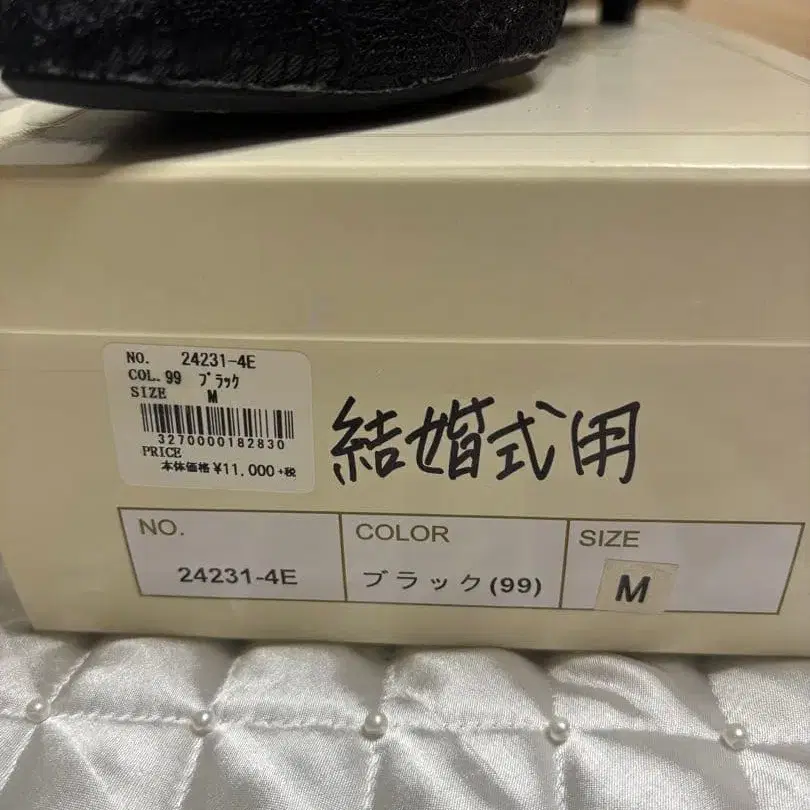 NO. 24231-4E
COL.99 ブラック
SIZE M
3270000182830
PRICE
本体価格¥11,000+税
結婚式用
NO. COLOR SIZE
24231-4E ブラック(99) M